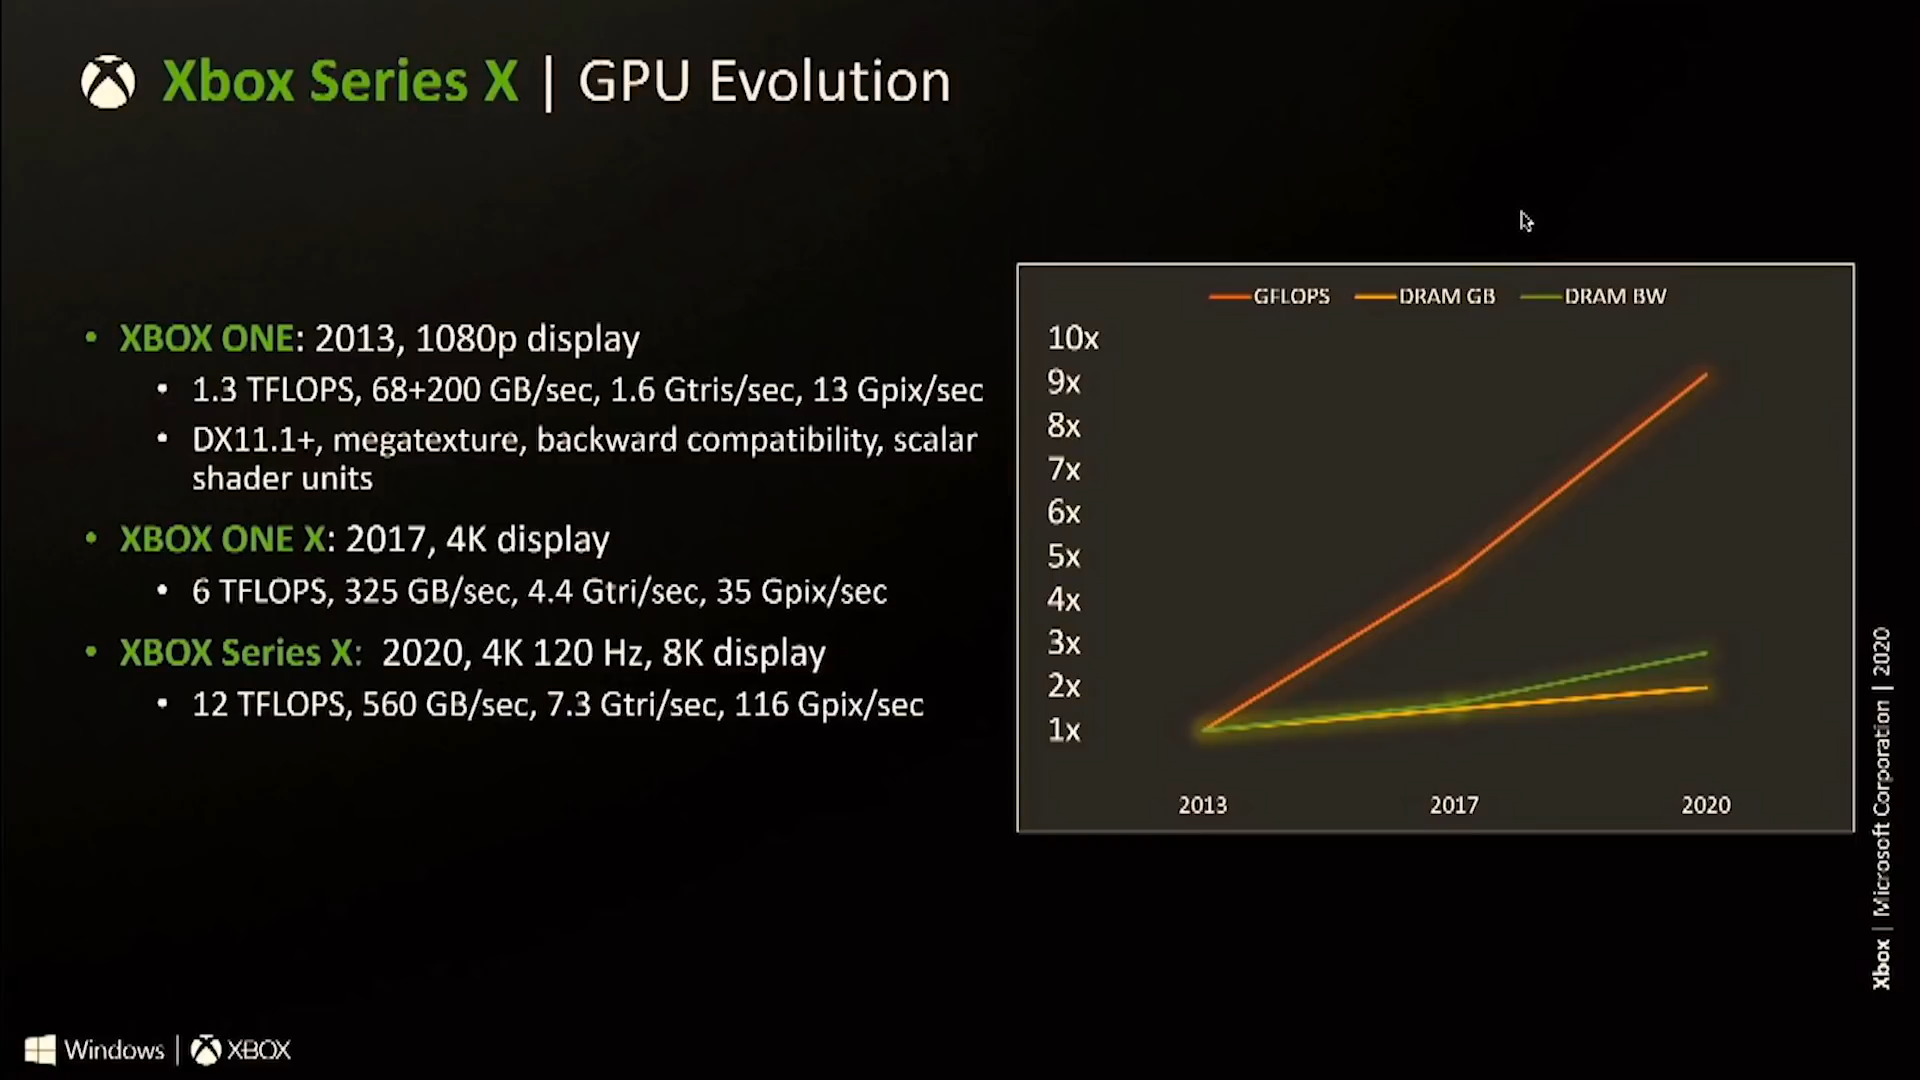 Xbox Series X | GPU Evolution
• XBOX ONE: 2013, 1080p display
• 1.3 TFLOPS, 68+200 GB/sec, 1.6 Gtris/sec, 13 Gpix/sec
• DX11.1+, megatexture, backward compatibility, scalar
shader units
• XBOX ONE X: 2017, 4K display
• 6 TFLOPS, 325 GB/sec, 4.4 Gtri/sec, 35 Gpix/sec
• XBOX Series X: 2020, 4K 120 Hz, 8K display
• 12 TFLOPS, 560 GB/sec, 7.3 Gtri/sec, 116 Gpix/sec
GFLOPS DRAM GB DRAM BW
10x
9x
8x
7x
6x
5x
4x
3x
2x
1x
2013 2017 2020
Xbox | Microsoft Corporation | 2020
Windows | XBOX